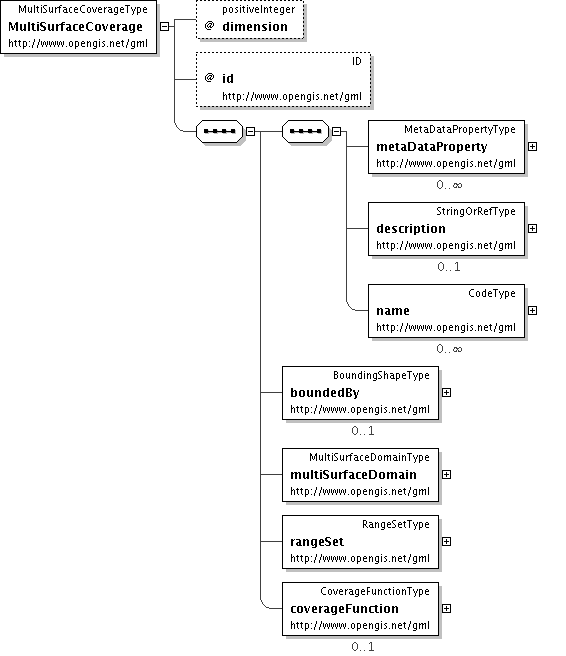 MultiSurfaceCoverageType
MultiSurfaceCoverage
http://www.opengis.net/gml
positiveInteger
@ dimension
ID
@ id
http://www.opengis.net/gml
MetaDataPropertyType
metaDataProperty
http://www.opengis.net/gml
0..∞
StringOrRefType
description
http://www.opengis.net/gml
0..1
CodeType
name
http://www.opengis.net/gml
0..∞
BoundingShapeType
boundedBy
http://www.opengis.net/gml
0..1
MultiSurfaceDomainType
multiSurfaceDomain
http://www.opengis.net/gml
RangeSetType
rangeSet
http://www.opengis.net/gml
CoverageFunctionType
coverageFunction
http://www.opengis.net/gml
0..1